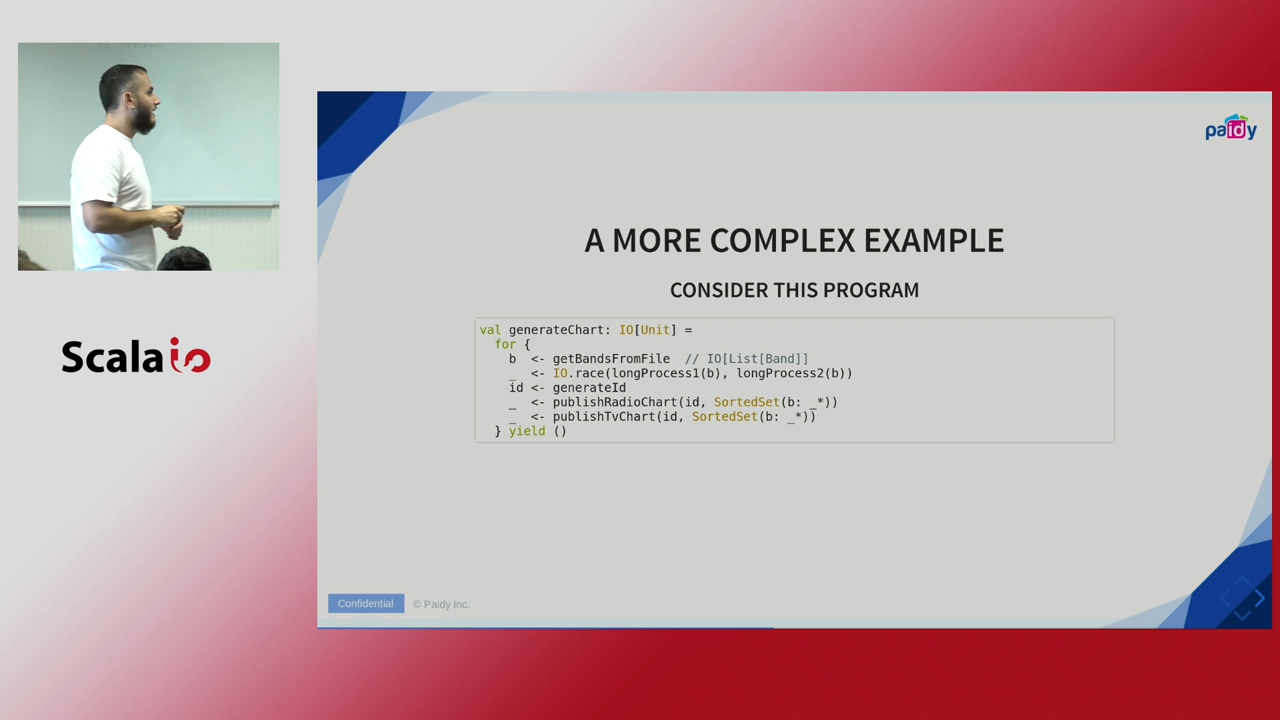 paidy
A MORE COMPLEX EXAMPLE
CONSIDER THIS PROGRAM
val generateChart: IO[Unit] =
  for {
    b  <- getBandsFromFile  // IO[List[Band]]
    _  <- IO.race(longProcess1(b), longProcess2(b))
    id <- generateId
    _  <- publishRadioChart(id, SortedSet(b: _*))
    _  <- publishTvChart(id, SortedSet(b: _*))
  } yield ()
Scala io
Confidential © Paidy Inc.